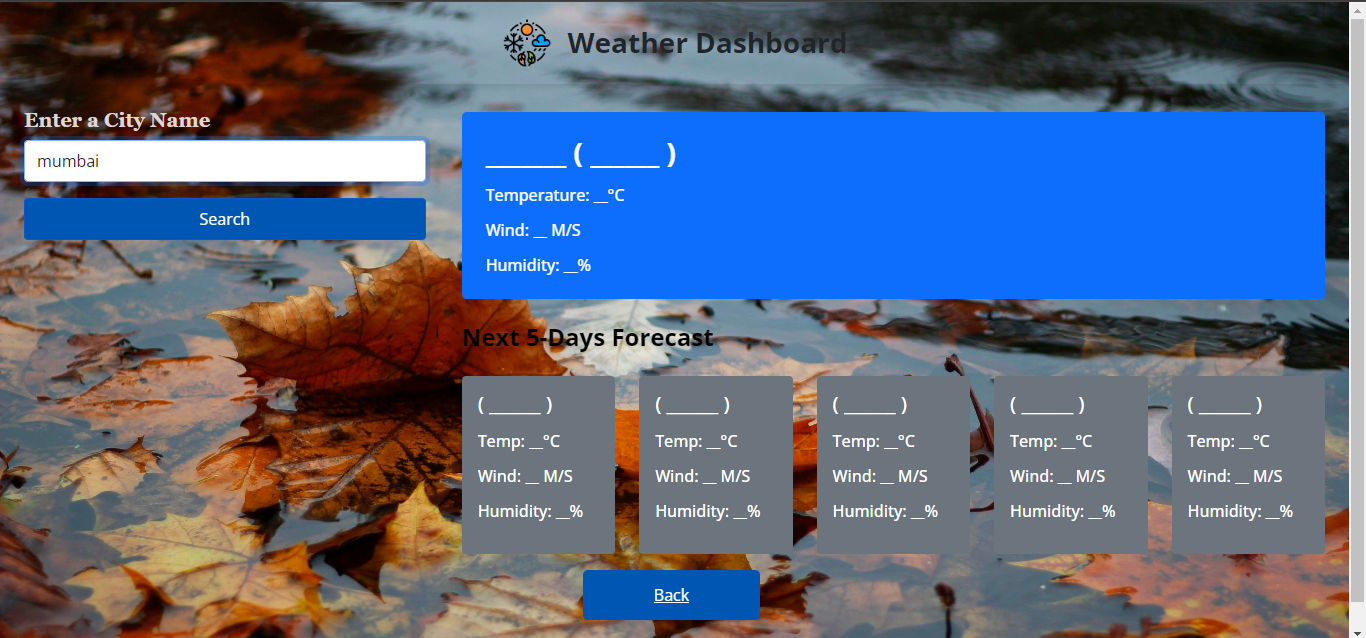 Weather Dashboard
Enter a City Name
mumbai
Search
_______ ( ______ )
Temperature: __°C
Wind: __ M/S
Humidity: __%
Next 5-Days Forecast
( ______ )
Temp: __°C
Wind: __ M/S
Humidity: __%
( ______ )
Temp: __°C
Wind: __ M/S
Humidity: __%
( ______ )
Temp: __°C
Wind: __ M/S
Humidity: __%
( ______ )
Temp: __°C
Wind: __ M/S
Humidity: __%
( ______ )
Temp: __°C
Wind: __ M/S
Humidity: __%
Back